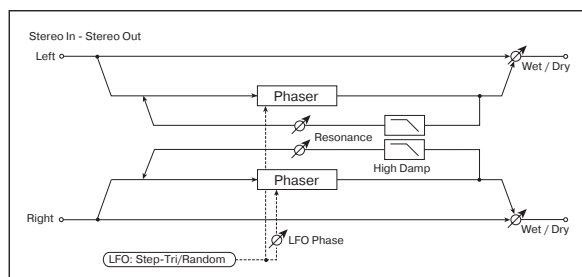 Stereo In - Stereo Out
Left
Wet / Dry
Phaser
Resonance
High Damp
Phaser
Right
LFO Phase
Wet / Dry
LFO: Step-Tri/Random